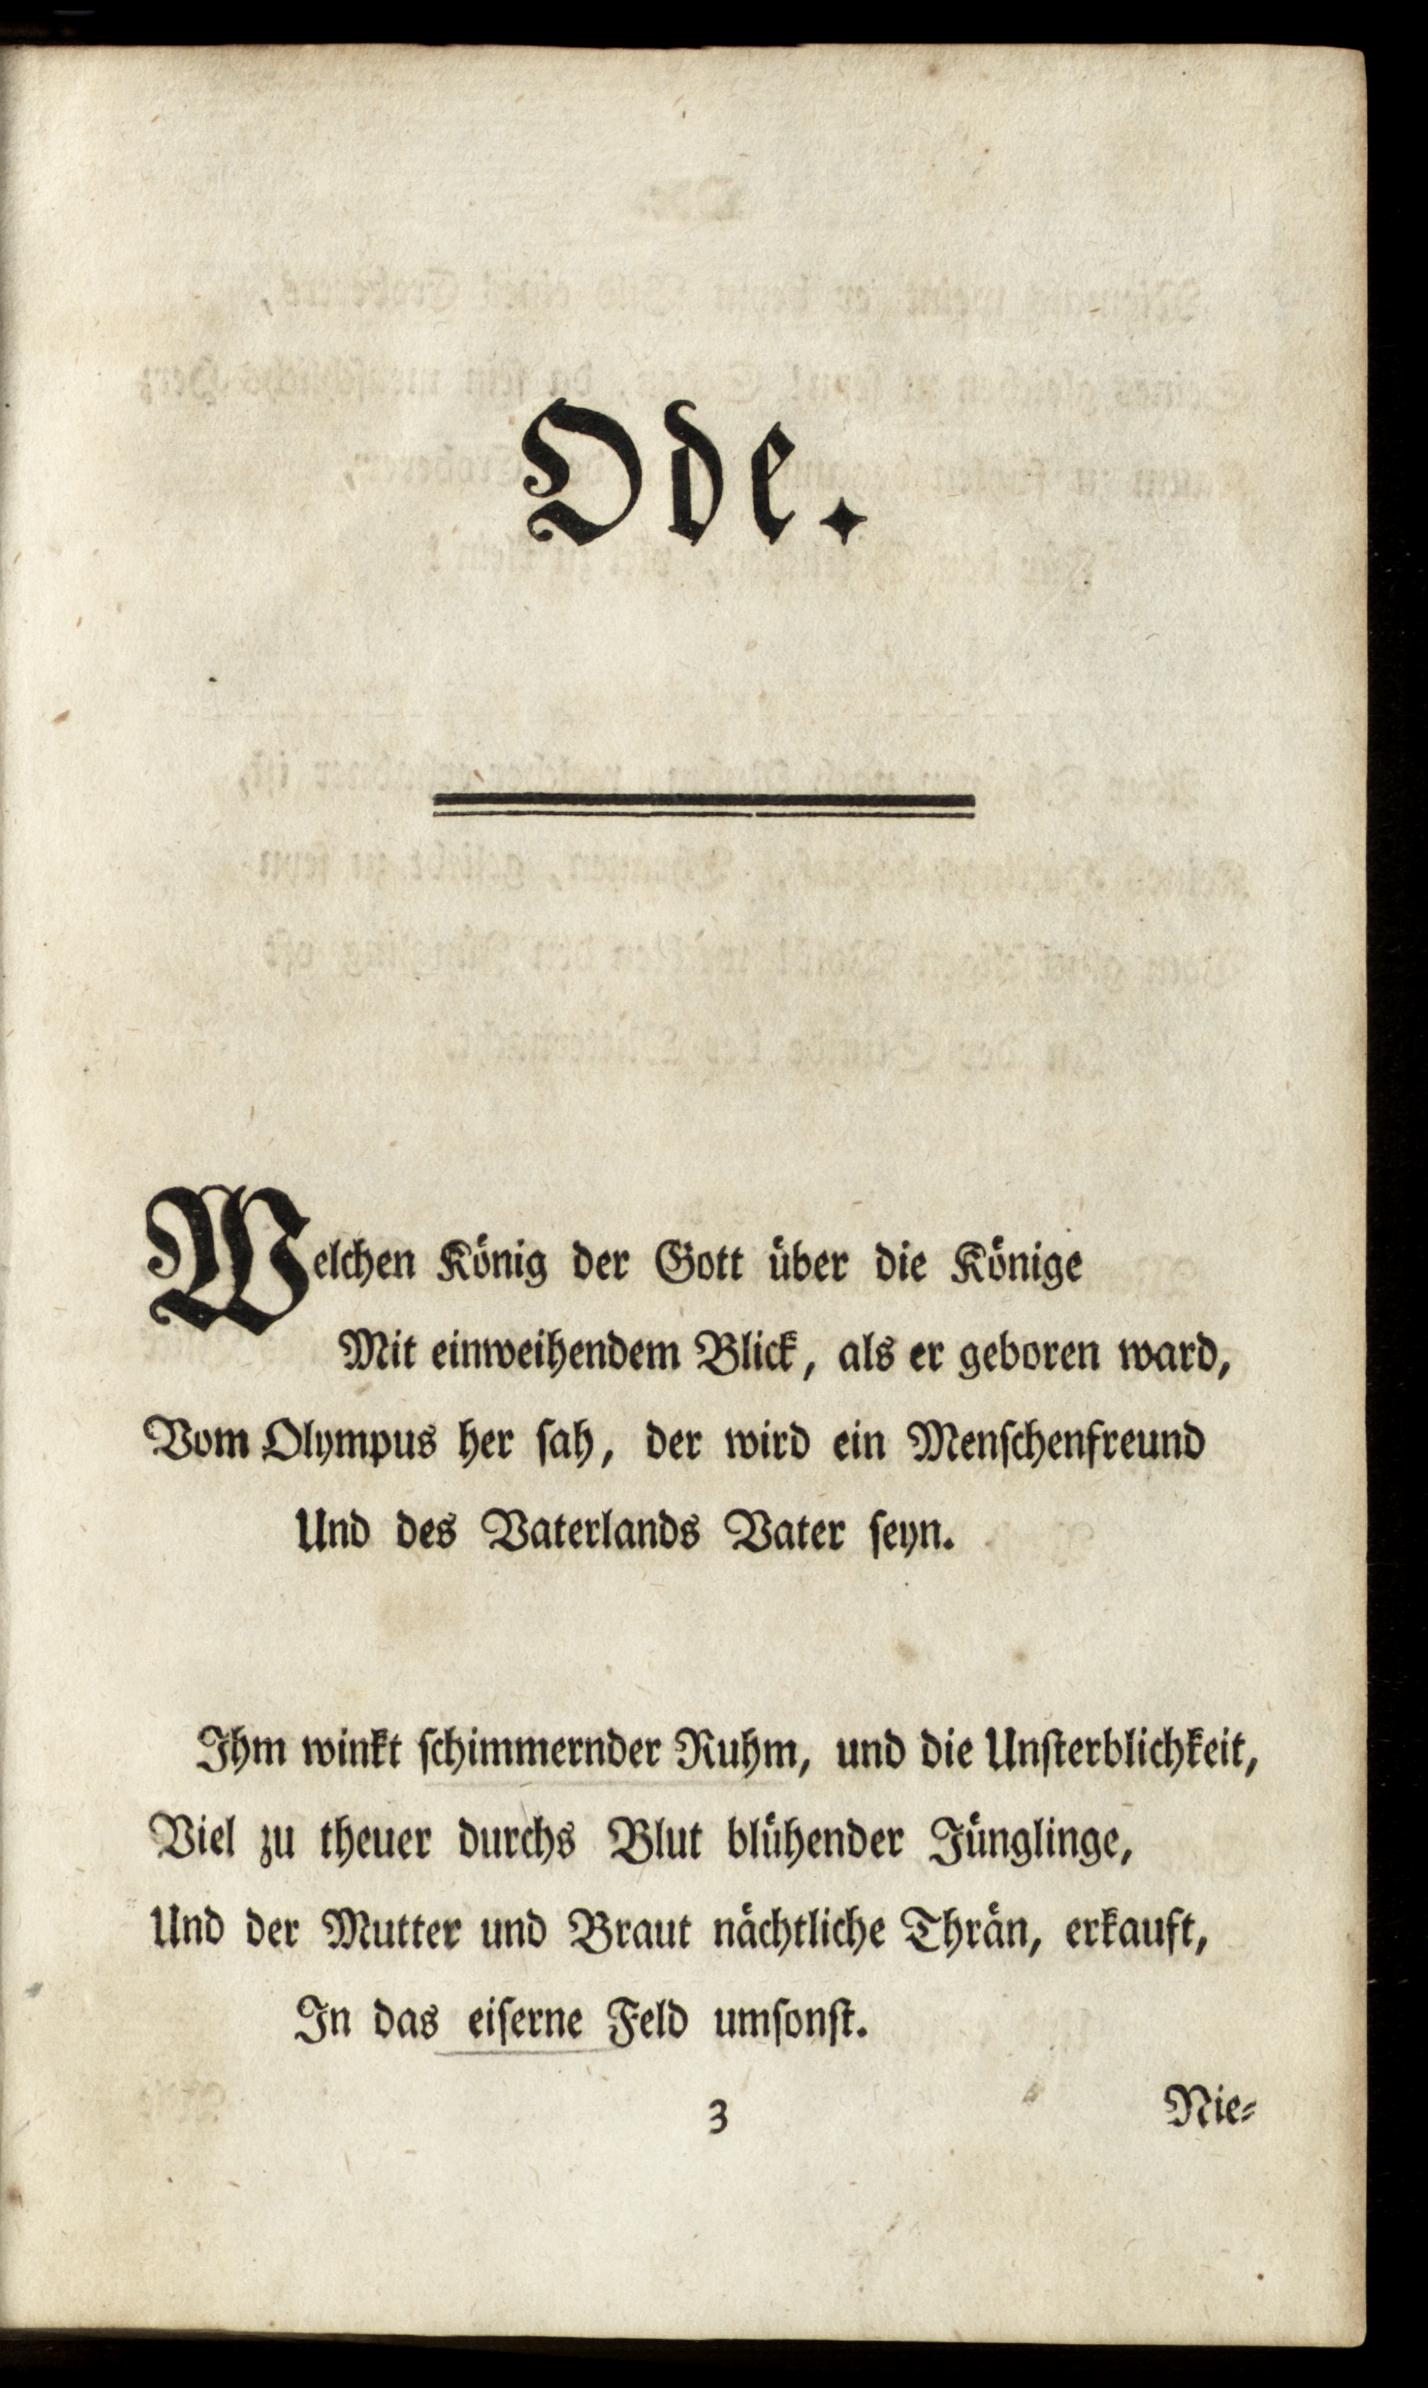 Ode.
Welchen König der Gott über die Könige
Mit einweihendem Blick, als er geboren ward,
Vom Olympus her ſah, der wird ein Menſchenfreund
Und des Vaterlands Vater ſeyn.
Ihm winkt ſchimmernder Ruhm, und die Unſterblichkeit,
Viel zu theuer durchs Blut blühender Jünglinge,
Und der Mutter und Braut nächtliche Thrän, erkauft,
In das eiſerne Feld umſonſt.
3
Nie⸗